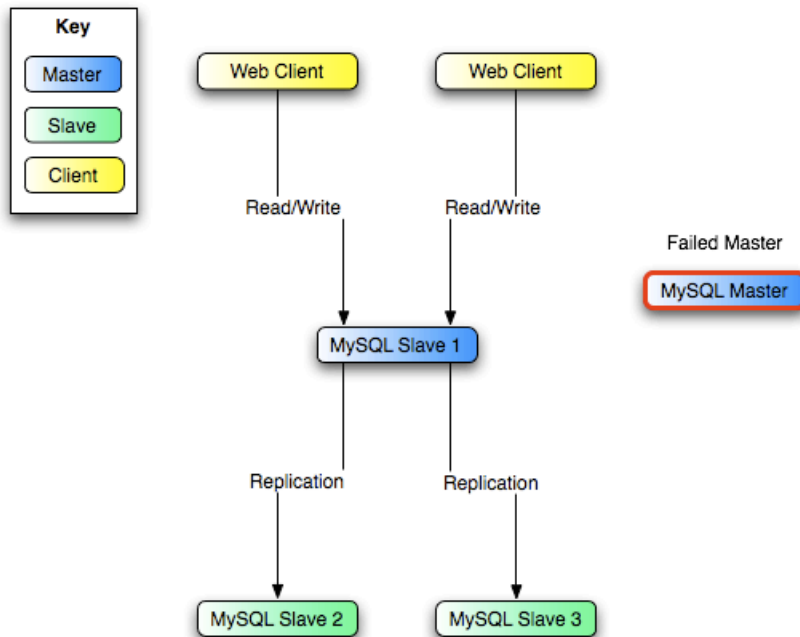 Key
Master
Slave
Client
Web Client
Web Client
Read/Write
Read/Write
Failed Master
MySQL Master
MySQL Slave 1
Replication
Replication
MySQL Slave 2
MySQL Slave 3